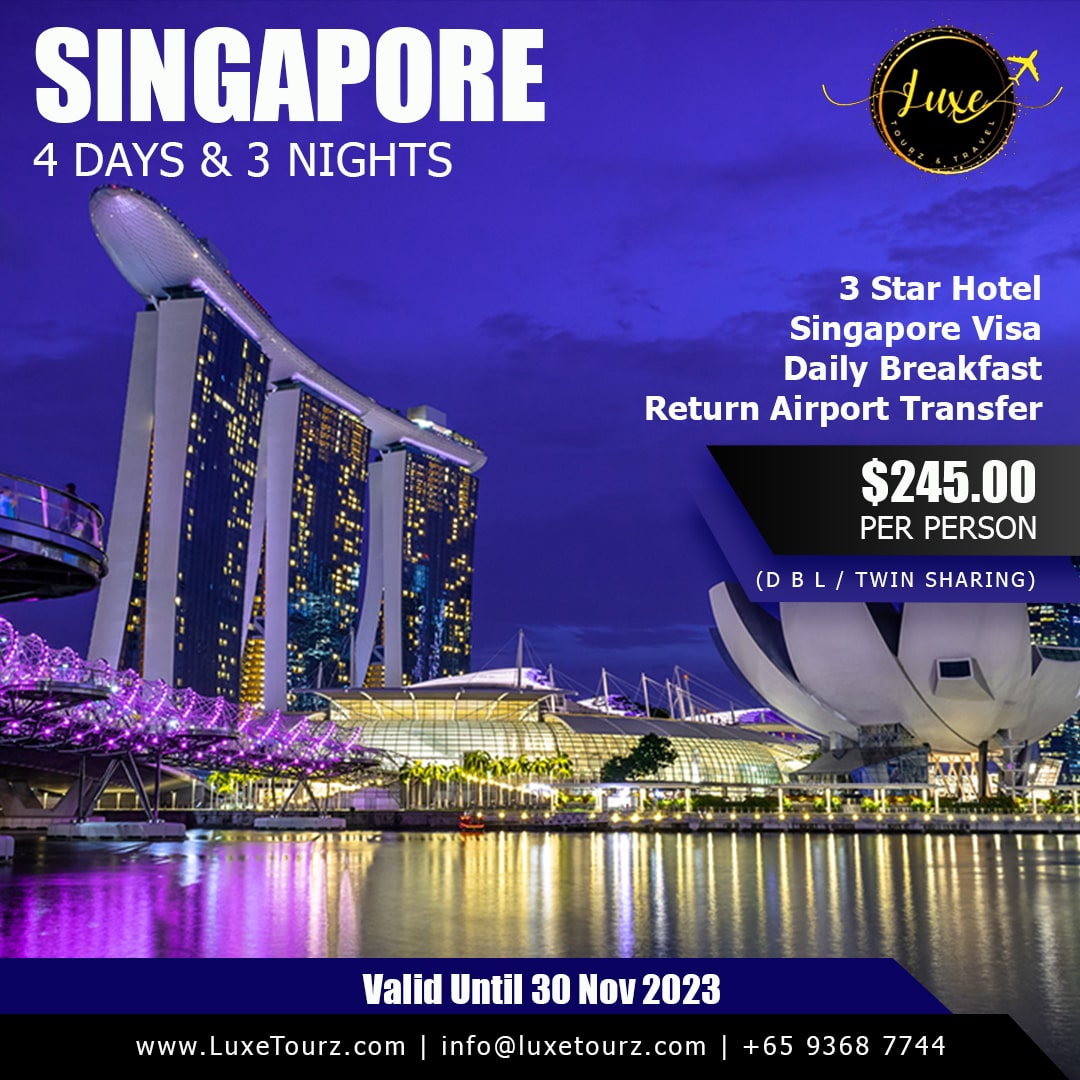 SINGAPORE
4 DAYS & 3 NIGHTS
Luxe
TOURZ & TRAVEL
3 Star Hotel
Singapore Visa
Daily Breakfast
Return Airport Transfer
$245.00
PER PERSON
(D B L / TWIN SHARING)
Valid Until 30 Nov 2023
www.LuxeTourz.com | info@luxetourz.com | +65 9368 7744